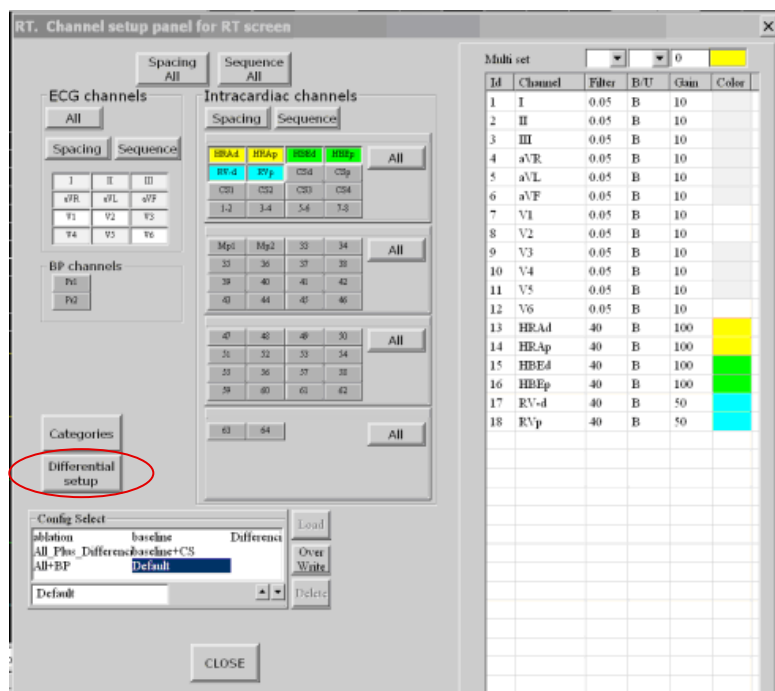 RT. Channel setup panel for RT screen
Spacing All
Sequence All
ECG channels
All
Spacing Sequence
I II III
aVR aVL aVF
V1 V2 V3
V4 V5 V6
BP channels
Ps1
Ps2
Intracardiac channels
Spacing Sequence
HRAd HRAp HBEd HBEp
RV-d RVp CSd CSp
CS1 CS2 CS3 CS4
1-2 3-4 5-6 7-8
All
Mp1 Mp2 33 34
35 36 37 38
39 40 41 42
43 44 45 46
All
47 48 49 50
51 52 53 54
55 56 57 58
59 60 61 62
All
63 64
All
Categories
Differential setup
Config Select
ablation baseline Differenci
All_Plus_Differenci baseline+CS
All+BP Default
Default
Load
Over Write
Delete
CLOSE
Multi set 0
Id Channel Filter B/U Gain Color
1 I 0.05 B 10
2 II 0.05 B 10
3 III 0.05 B 10
4 aVR 0.05 B 10
5 aVL 0.05 B 10
6 aVF 0.05 B 10
7 V1 0.05 B 10
8 V2 0.05 B 10
9 V3 0.05 B 10
10 V4 0.05 B 10
11 V5 0.05 B 10
12 V6 0.05 B 10
13 HRAd 40 B 100
14 HRAp 40 B 100
15 HBEd 40 B 100
16 HBEp 40 B 100
17 RV-d 40 B 50
18 RVp 40 B 50